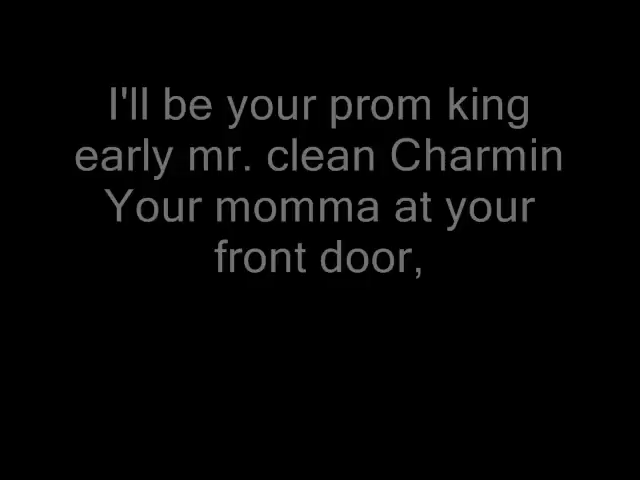 I'll be your prom king
early mr. clean Charmin
Your momma at your
front door,